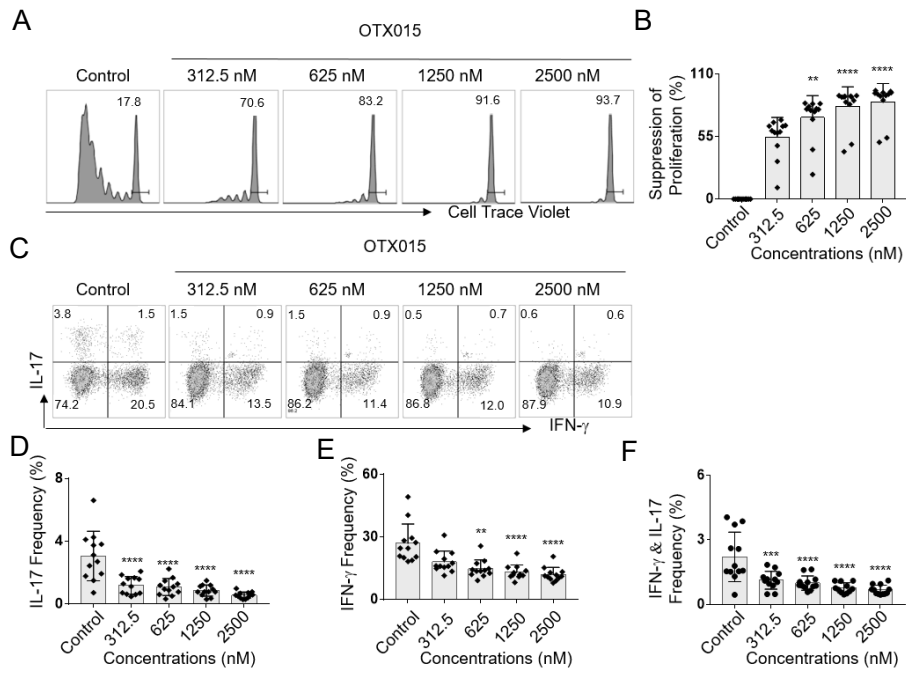 A
OTX015
Control
312.5 nM
625 nM
1250 nM
2500 nM
17.8
70.6
83.2
91.6
93.7
Cell Trace Violet
B
Suppression of
Proliferation (%)
110
55
0
**
****
****
Control
312.5
625
1250
2500
Concentrations (nM)
C
OTX015
Control
312.5 nM
625 nM
1250 nM
2500 nM
3.8
1.5
1.5
0.9
1.5
0.9
0.5
0.7
0.6
0.6
IL-17
74.2
20.5
84.1
13.5
86.2
11.4
86.8
12.0
87.9
10.9
IFN-γ
D
IL-17 Frequency (%)
8
4
0
****
****
****
****
Control
312.5
625
1250
2500
Concentrations (nM)
E
IFN-γ Frequency (%)
60
30
0
**
****
****
Control
312.5
625
1250
2500
Concentrations (nM)
F
IFN-γ & IL-17
Frequency (%)
6
3
0
***
****
****
****
Control
312.5
625
1250
2500
Concentrations (nM)